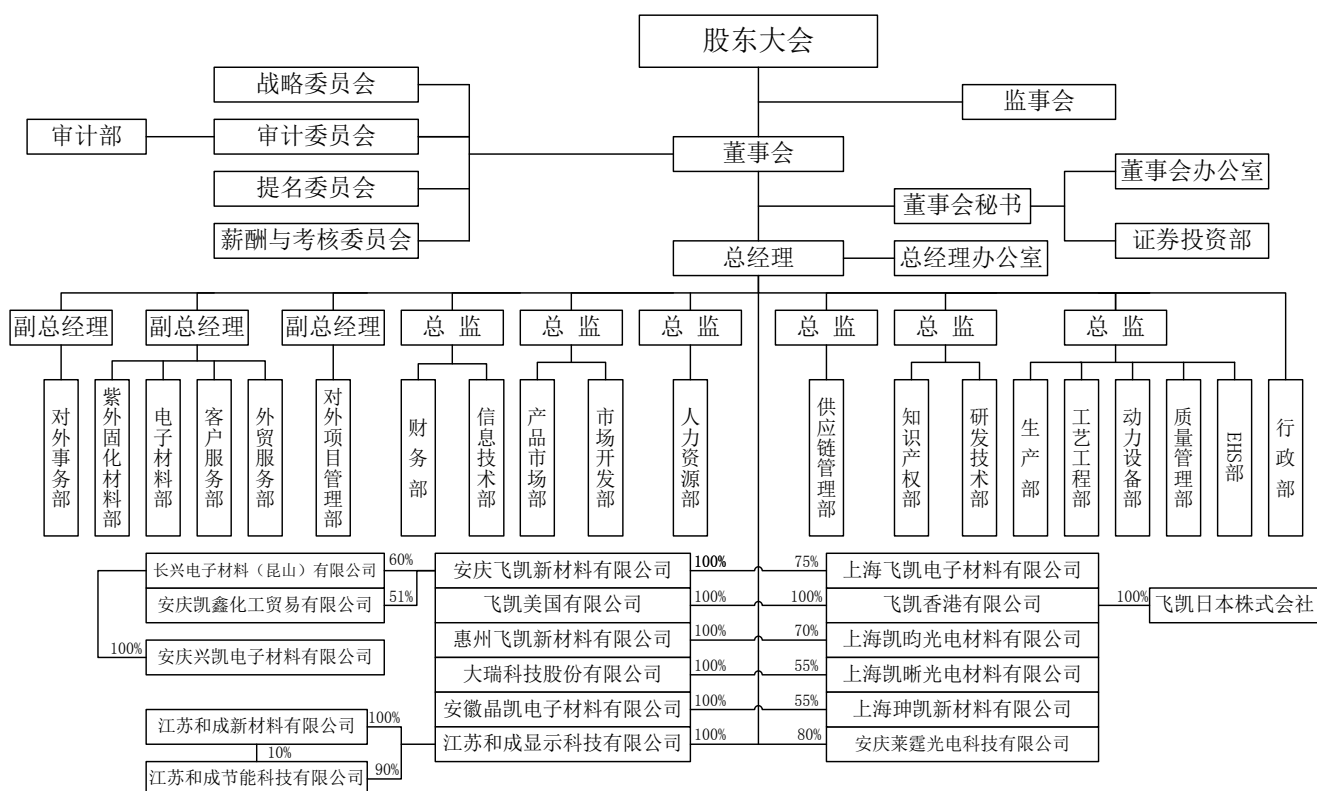 股东大会
战略委员会
监事会
审计部
审计委员会
董事会
提名委员会
董事会办公室
董事会秘书
薪酬与考核委员会
证券投资部
总经理
总经理办公室
副总经理
副总经理
副总经理
总 监
总 监
总 监
总 监
总 监
总 监
对外事务部
紫外固化材料部
电子材料部
客户服务部
外贸服务部
对外项目管理部
财务部
信息技术部
产品市场部
市场开发部
人力资源部
供应链管理部
知识产权部
研发技术部
生产部
工艺工程部
动力设备部
质量管理部
EHS部
行政部
长兴电子材料（昆山）有限公司
60%
安庆飞凯新材料有限公司
100%
75%
上海飞凯电子材料有限公司
安庆凯鑫化工贸易有限公司
51%
飞凯美国有限公司
100%
100%
飞凯香港有限公司
100%
飞凯日本株式会社
惠州飞凯新材料有限公司
100%
70%
上海凯昀光电材料有限公司
100%
安庆兴凯电子材料有限公司
大瑞科技股份有限公司
100%
55%
上海凯晰光电材料有限公司
安徽晶凯电子材料有限公司
100%
55%
上海珅凯新材料有限公司
江苏和成新材料有限公司
100%
江苏和成显示科技有限公司
100%
80%
安庆莱霆光电科技有限公司
10%
江苏和成节能科技有限公司
90%